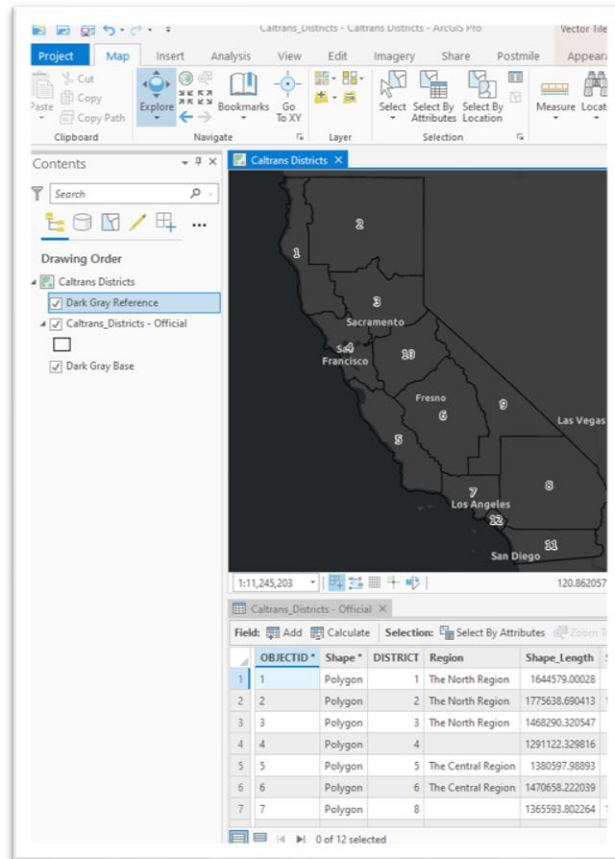 Caltrans_Districts - Caltrans Districts - ArcGIS Pro
Vector Tile
Project Map Insert Analysis View Edit Imagery Share Postmile Appeara
Paste
Cut
Copy
Copy Path
Clipboard
Explore
Bookmarks
Go To XY
Navigate
Layer
Select
Select By Attributes
Select By Location
Selection
Measure
Locat
Contents
Search
Drawing Order
Caltrans Districts
Dark Gray Reference
Caltrans_Districts - Official
Dark Gray Base
Caltrans Districts
2
1
3
Sacramento
San
4
Francisco
10
Fresno
6
9
Las Vegas
5
7
8
Los Angeles
12
11
San Diego
1:11,245,203
120.862057
Caltrans_Districts - Official
Field: Add Calculate Selection: Select By Attributes Zoom T
OBJECTID * Shape * DISTRICT Region Shape_Length S
1 1 Polygon 1 The North Region 1644579.00028
2 2 Polygon 2 The North Region 1775638.690413
3 3 Polygon 3 The North Region 1468290.320547
4 4 Polygon 4 1291122.329816
5 5 Polygon 5 The Central Region 1380597.98893
6 6 Polygon 6 The Central Region 1470658.222039
7 7 Polygon 8 1365593.802264
0 of 12 selected